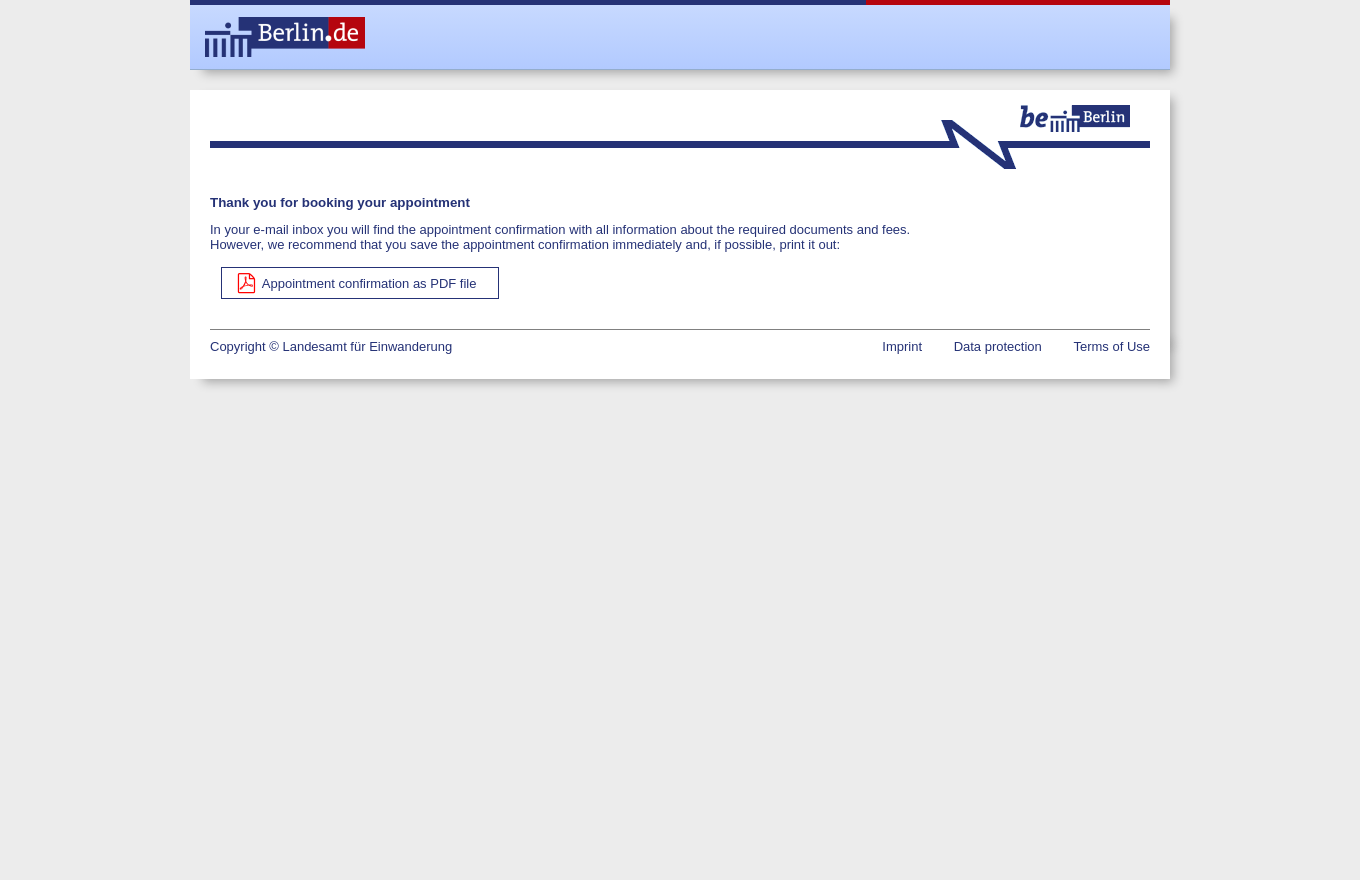 Berlin.de
be Berlin
Thank you for booking your appointment
In your e-mail inbox you will find the appointment confirmation with all information about the required documents and fees.
However, we recommend that you save the appointment confirmation immediately and, if possible, print it out:
Appointment confirmation as PDF file
Copyright © Landesamt für Einwanderung Imprint Data protection Terms of Use